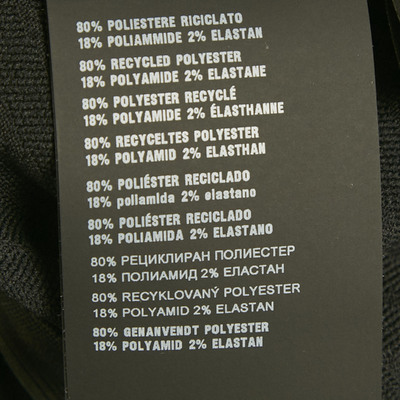 80% POLIESTERE RICICLATO
18% POLIAMMIDE 2% ELASTAN
80% RECYCLED POLYESTER
18% POLYAMIDE 2% ELASTANE
80% POLYESTER RECYCLÉ
18% POLYAMIDE 2% ÉLASTHANNE
80% RECYCELTES POLYESTER
18% POLYAMID 2% ELASTHAN
80% POLIÉSTER RECICLADO
18% poliamida 2% elastano
80% POLIÉSTER RECICLADO
18% POLIAMIDA 2% ELASTANO
80% РЕЦИКЛИРАН ПОЛИЕСТЕР
18% ПОЛИАМИД 2% ЕЛАСТАН
80% RECYKLOVANÝ POLYESTER
18% POLYAMID 2% ELASTAN
80% GENANVENDT POLYESTER
18% POLYAMID 2% ELASTAN